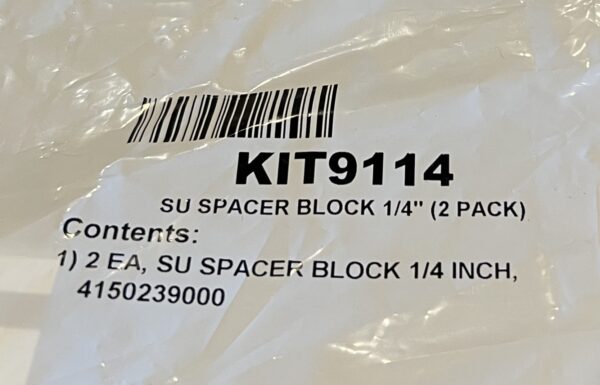 KIT9114
SU SPACER BLOCK 1/4" (2 PACK)
Contents:
1) 2 EA, SU SPACER BLOCK 1/4 INCH,
4150239000